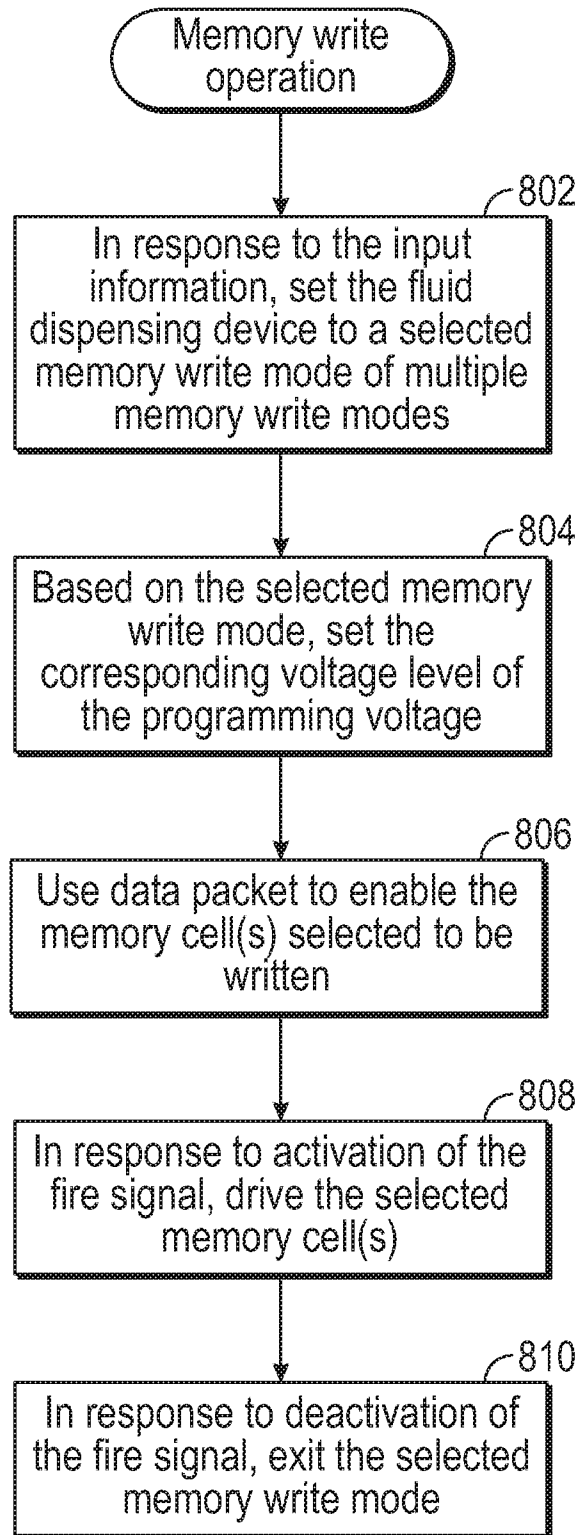 Memory write
operation
802
In response to the input
information, set the fluid
dispensing device to a selected
memory write mode of multiple
memory write modes
804
Based on the selected memory
write mode, set the
corresponding voltage level of
the programming voltage
806
Use data packet to enable the
memory cell(s) selected to be
written
808
In response to activation of the
fire signal, drive the selected
memory cell(s)
810
In response to deactivation of
the fire signal, exit the selected
memory write mode